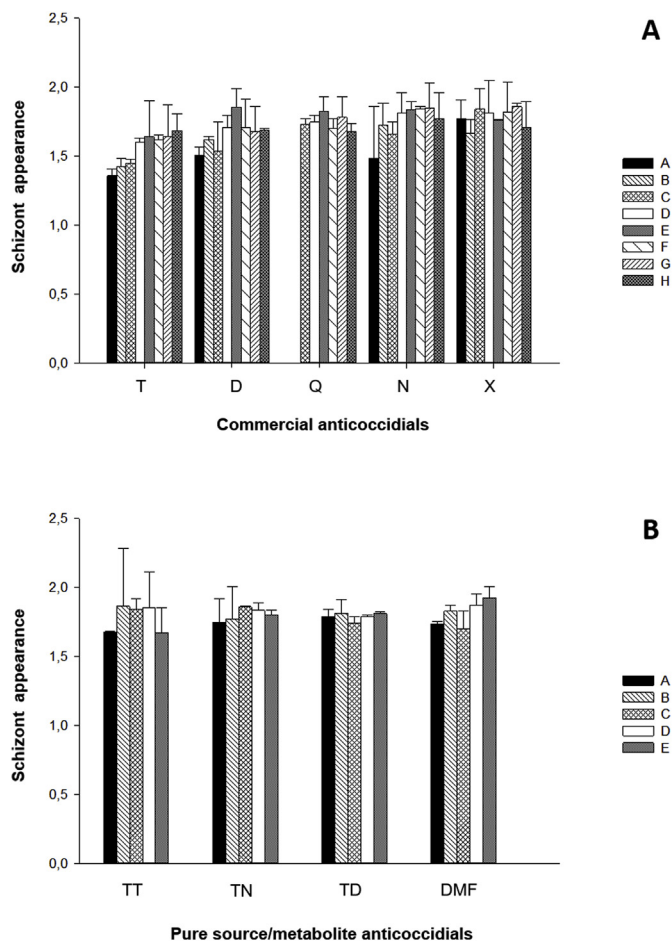 A
2,5
2,0
1,5
1,0
0,5
0,0
Schizont appearance
T D Q N X
Commercial anticoccidials
A
B
C
D
E
F
G
H
B
2,5
2,0
1,5
1,0
0,5
0,0
Schizont appearance
TT TN TD DMF
Pure source/metabolite anticoccidials
A
B
C
D
E